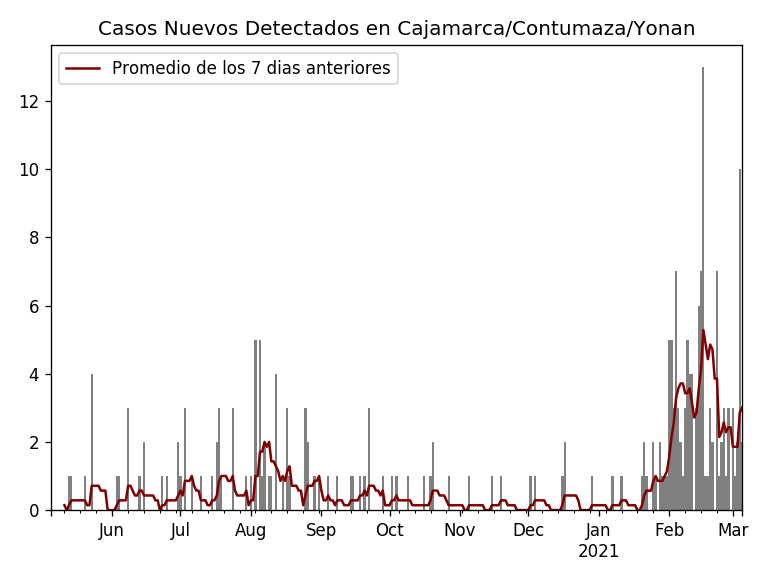 Casos Nuevos Detectados en Cajamarca/Contumaza/Yonan
Promedio de los 7 dias anteriores
12
10
8
6
4
2
0
Jun Jul Aug Sep Oct Nov Dec Jan Feb Mar
2021